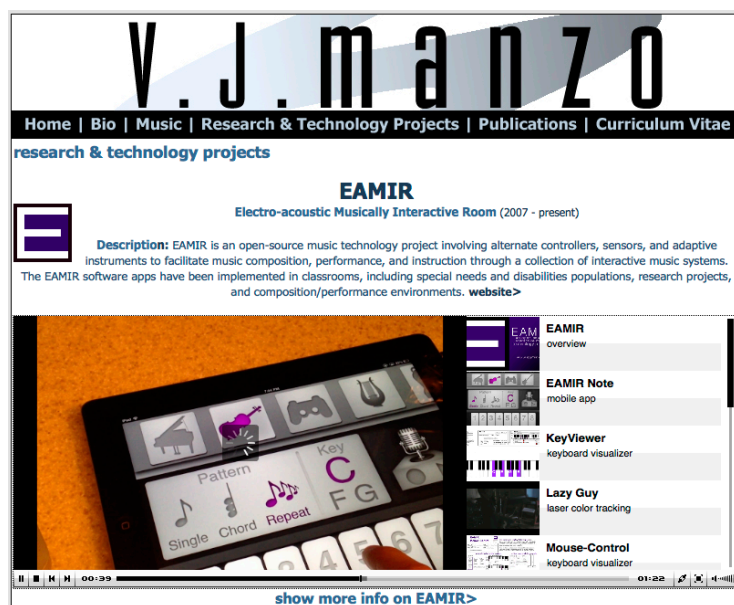 v.j.manzo
Home | Bio | Music | Research & Technology Projects | Publications | Curriculum Vitae
research & technology projects
EAMIR
Electro-acoustic Musically Interactive Room (2007 - present)
Description: EAMIR is an open-source music technology project involving alternate controllers, sensors, and adaptive
instruments to facilitate music composition, performance, and instruction through a collection of interactive music systems.
The EAMIR software apps have been implemented in classrooms, including special needs and disabilities populations, research projects,
and composition/performance environments. website>
Pattern
Key
C
F G
Single Chord Repeat
4 5 6 7
EAMIR
overview
EAMIR Note
mobile app
KeyViewer
keyboard visualizer
Lazy Guy
laser color tracking
Mouse-Control
keyboard visualizer
00:39
01:22
show more info on EAMIR>